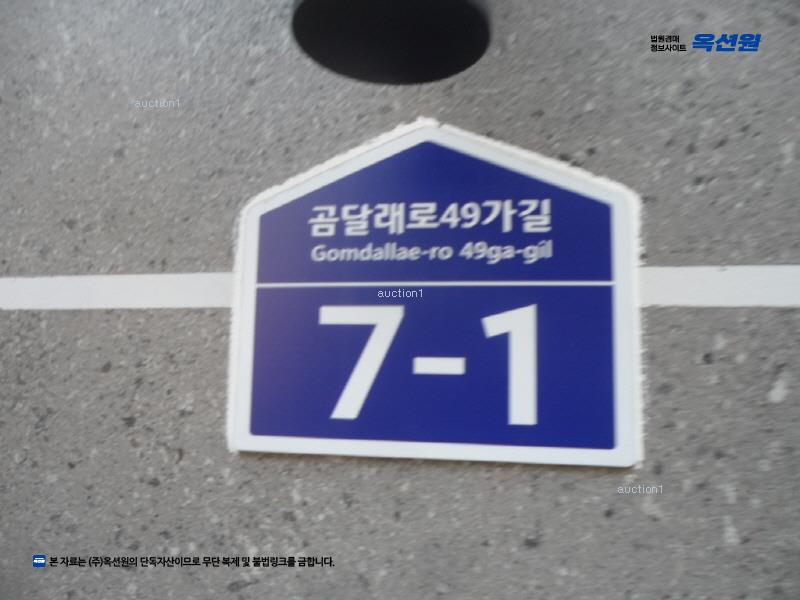 법원경매
정보사이트 옥션원
auction1
곰달래로49가길
Gomdallae-ro 49ga-gil
auction1
7-1
auction1
본 자료는 (주)옥션원의 단독자산이므로 무단 복제 및 불법링크를 금합니다.